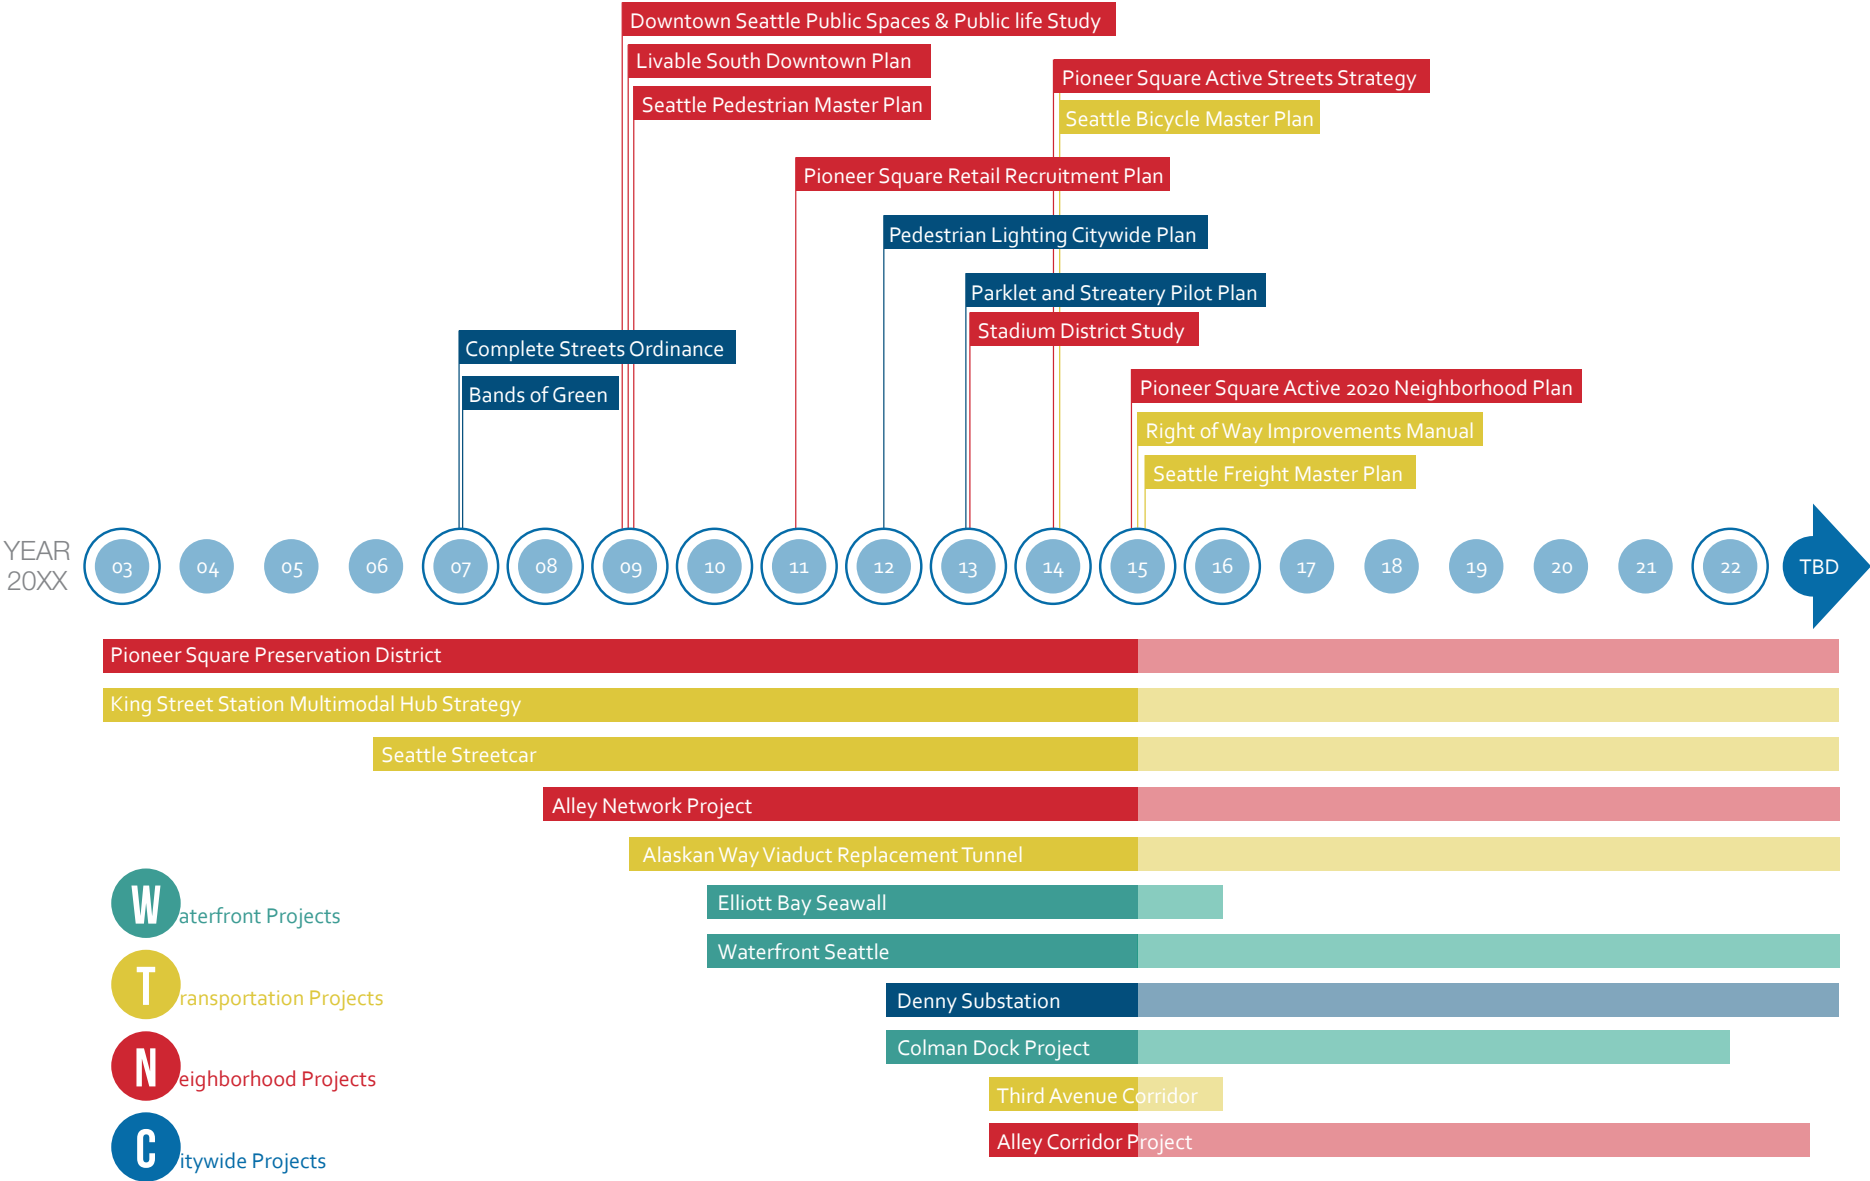 Downtown Seattle Public Spaces & Public life Study
Livable South Downtown Plan
Seattle Pedestrian Master Plan
Pioneer Square Active Streets Strategy
Seattle Bicycle Master Plan
Pioneer Square Retail Recruitment Plan
Pedestrian Lighting Citywide Plan
Parklet and Streatery Pilot Plan
Stadium District Study
Complete Streets Ordinance
Bands of Green
Pioneer Square Active 2020 Neighborhood Plan
Right of Way Improvements Manual
Seattle Freight Master Plan
YEAR
20XX
03 04 05 06 07 08 09 10 11 12 13 14 15 16 17 18 19 20 21 22 TBD
Pioneer Square Preservation District
King Street Station Multimodal Hub Strategy
Seattle Streetcar
Alley Network Project
Alaskan Way Viaduct Replacement Tunnel
Elliott Bay Seawall
Waterfront Seattle
Denny Substation
Colman Dock Project
Third Avenue Corridor
Alley Corridor Project
Waterfront Projects
Transportation Projects
Neighborhood Projects
Citywide Projects